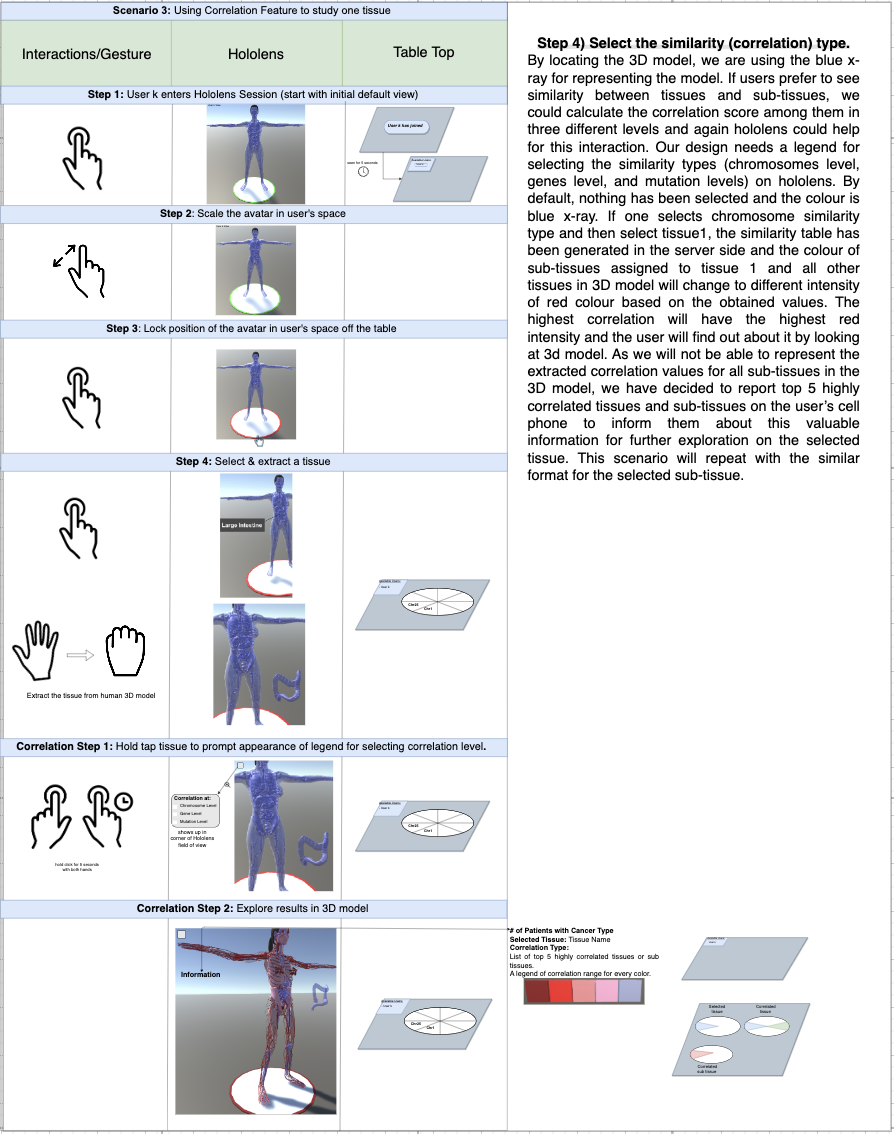 Scenario 3: Using Correlation Feature to study one tissue
Interactions/Gesture
Hololens
Table Top
Step 1: User k enters Hololens Session (start with initial default view)
User k has joined
Step 2: Scale the avatar in user's space
Step 3: Lock position of the avatar in user's space off the table
Step 4: Select & extract a tissue
Large Intestine
Chr1
Extract the tissue from human 3D model
Correlation Step 1: Hold tap tissue to prompt appearance of legend for selecting correlation level.
Correlation at:
Chromosome Level
Gene Level
Mutation Level
shows up in
corner of Hololens
field of view
hold click for 5 seconds
with both hands
Chr1
Correlation Step 2: Explore results in 3D model
Information
Chr1
Step 4) Select the similarity (correlation) type.
By locating the 3D model, we are using the blue x-
ray for representing the model. If users prefer to see
similarity between tissues and sub-tissues, we
could calculate the correlation score among them in
three different levels and again hololens could help
for this interaction. Our design needs a legend for
selecting the similarity types (chromosomes level,
genes level, and mutation levels) on hololens. By
default, nothing has been selected and the colour is
blue x-ray. If one selects chromosome similarity
type and then select tissue1, the similarity table has
been generated in the server side and the colour of
sub-tissues assigned to tissue 1 and all other
tissues in 3D model will change to different intensity
of red colour based on the obtained values. The
highest correlation will have the highest red
intensity and the user will find out about it by looking
at 3d model. As we will not be able to represent the
extracted correlation values for all sub-tissues in the
3D model, we have decided to report top 5 highly
correlated tissues and sub-tissues on the user's cell
phone to inform them about this valuable
information for further exploration on the selected
tissue. This scenario will repeat with the similar
format for the selected sub-tissue.
# of Patients with Cancer Type
Selected Tissue: Tissue Name
Correlation Type:
List of top 5 highly correlated tissues or sub
tissues.
A legend of correlation range for every color.
Selected
tissue
Correlated
tissue
Correlated
sub tissue